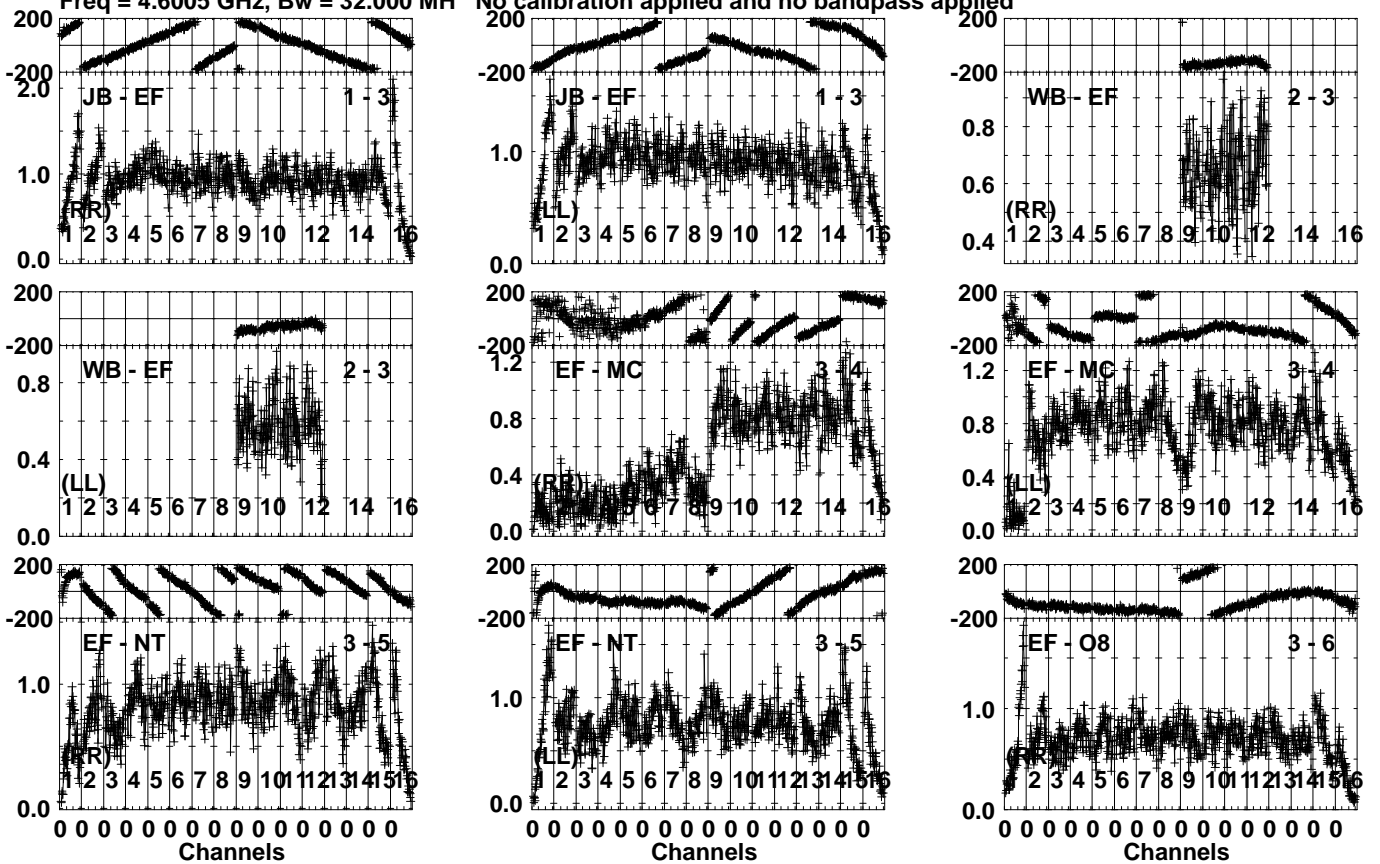 Freq = 4.6005 GHz, Bw = 32.000 MH No calibration applied and no bandpass applied
200
-200
2.0
1.0
0.0
JB - EF 1 - 3
(RR)
1 2 3 4 5 6 7 8 9 10 12 14 16
1.0
0.0
JB - EF 1 - 3
(LL)
1 2 3 4 5 6 7 8 9 10 12 14 16
200
-200
0.8
0.6
0.4
WB - EF 2 - 3
(RR)
1 2 3 4 5 6 7 8 9 10 12 14 16
200
-200
0.8
0.4
0.0
WB - EF 2 - 3
(LL)
1 2 3 4 5 6 7 8 9 10 12 14 16
200
-200
1.2
0.8
0.4
0.0
EF - MC 3 - 4
(RR)
5 6 7 8 9 10 12 14 16
200
-200
1.2
0.8
0.4
0.0
EF - MC 3 - 4
(LL)
2 3 4 5 6 7 8 9 10 12 14 16
200
-200
1.0
0.0
EF - NT 3 - 5
(RR)
2 3 4 5 6 7 8 9 10 11 12 13 14 15 16
200
-200
1.0
0.0
EF - NT 3 - 5
(LL)
1 2 3 4 5 6 7 8 9 10 11 12 13 14 15 16
200
-200
1.0
0.0
EF - O8 3 - 6
(RR)
2 3 4 5 6 7 8 9 10 11 12 13 14 15 16
0 0 0 0 0 0 0 0 0 0 0 0 0 0 0 0
0 0 0 0 0 0 0 0 0 0 0 0 0 0 0 0
0 0 0 0 0 0 0 0 0 0 0 0 0 0 0 0
Channels
Channels
Channels